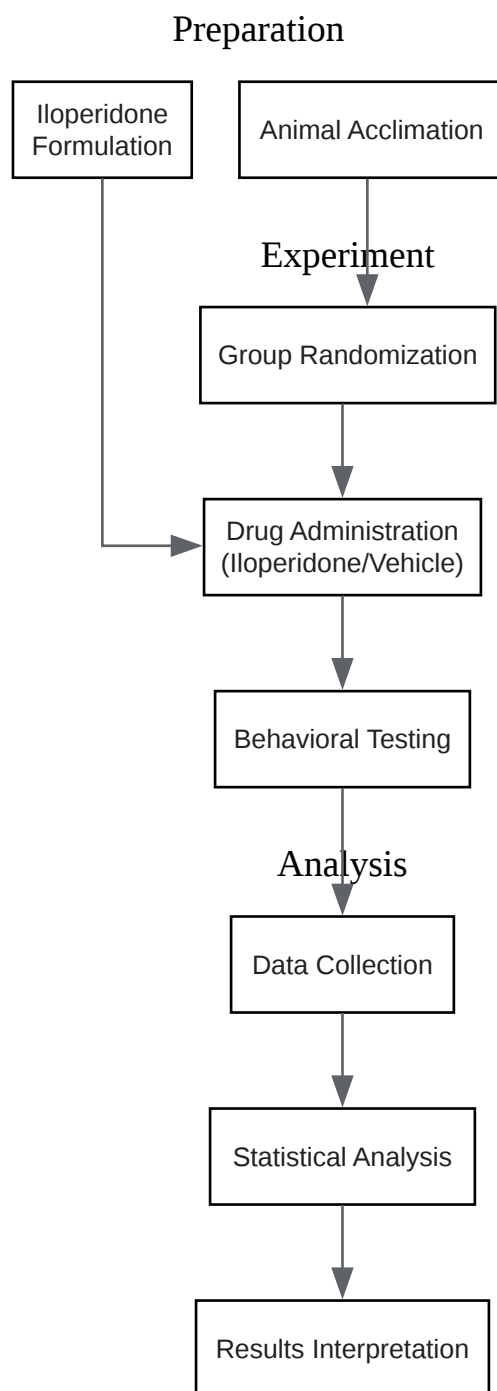 Preparation
Iloperidone
Formulation
Animal Acclimation
Experiment
Group Randomization
Drug Administration
(Iloperidone/Vehicle)
Behavioral Testing
Analysis
Data Collection
Statistical Analysis
Results Interpretation